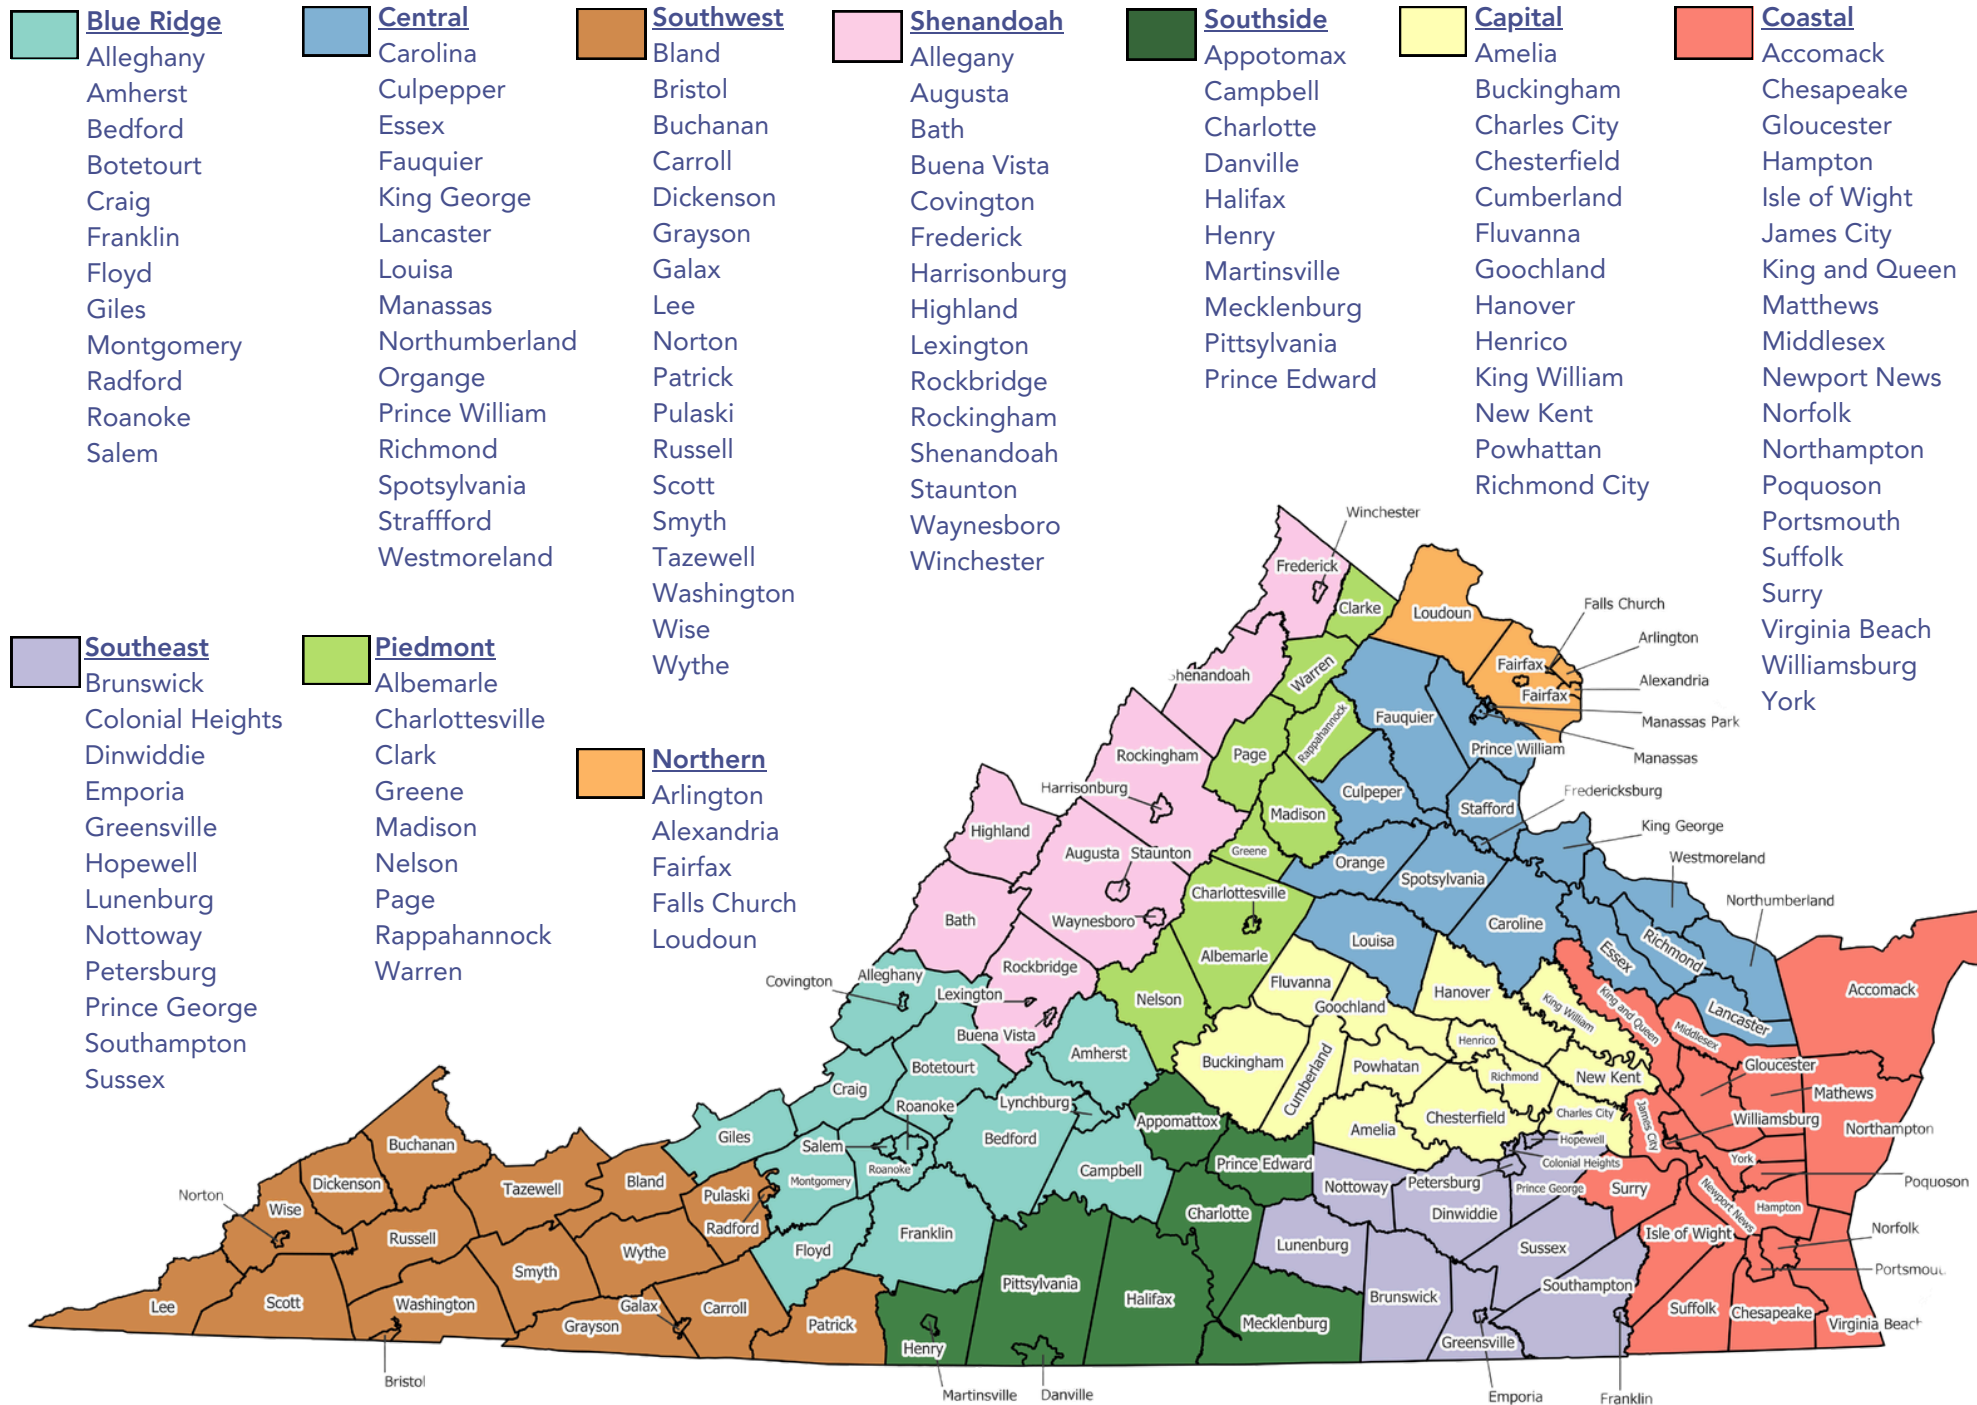 Blue Ridge
Alleghany
Amherst
Bedford
Botetourt
Craig
Franklin
Floyd
Giles
Montgomery
Radford
Roanoke
Salem
Central
Carolina
Culpepper
Essex
Fauquier
King George
Lancaster
Louisa
Manassas
Northumberland
Organge
Prince William
Richmond
Spotsylvania
Straffford
Westmoreland
Southwest
Bland
Bristol
Buchanan
Carroll
Dickenson
Grayson
Galax
Lee
Norton
Patrick
Pulaski
Russell
Scott
Smyth
Tazewell
Washington
Wise
Wythe
Shenandoah
Allegany
Augusta
Bath
Buena Vista
Covington
Frederick
Harrisonburg
Highland
Lexington
Rockbridge
Rockingham
Shenandoah
Staunton
Waynesboro
Winchester
Southside
Appotomax
Campbell
Charlotte
Danville
Halifax
Henry
Martinsville
Mecklenburg
Pittsylvania
Prince Edward
Capital
Amelia
Buckingham
Charles City
Chesterfield
Cumberland
Fluvanna
Goochland
Hanover
Henrico
King William
New Kent
Powhattan
Richmond City
Coastal
Accomack
Chesapeake
Gloucester
Hampton
Isle of Wight
James City
King and Queen
Matthews
Middlesex
Newport News
Norfolk
Northampton
Poquoson
Portsmouth
Suffolk
Surry
Virginia Beach
Williamsburg
York
Southeast
Brunswick
Colonial Heights
Dinwiddie
Emporia
Greensville
Hopewell
Lunenburg
Nottoway
Petersburg
Prince George
Southampton
Sussex
Piedmont
Albemarle
Charlottesville
Clark
Greene
Madison
Nelson
Page
Rappahannock
Warren
Northern
Arlington
Alexandria
Fairfax
Falls Church
Loudoun
Winchester
Frederick
Clarke
Loudoun
Falls Church
Arlington
Fairfax
Alexandria
Fairfax
Manassas Park
Manassas
Shenandoah
Warren
Rappahannock
Fauquier
Prince William
Rockingham
Page
Harrisonburg
Culpeper
Stafford
Fredericksburg
Madison
King George
Highland
Augusta
Staunton
Greene
Orange
Westmoreland
Spotsylvania
Charlottesville
Northumberland
Bath
Waynesboro
Caroline
Louisa
Albemarle
Essex
Richmond
Covington
Alleghany
Rockbridge
Lexington
Nelson
Fluvanna
Goochland
Hanover
King William
King and Queen
Lancaster
Accomack
Buena Vista
Amherst
Middlesex
Henrico
Botetourt
Buckingham
Cumberland
Powhatan
Richmond
New Kent
Gloucester
Mathews
Craig
Roanoke
Lynchburg
Appomattox
Chesterfield
Charles City
James City
Williamsburg
Northampton
Buchanan
Giles
Salem
Bedford
Amelia
Hopewell
Roanoke
Campbell
Prince Edward
Colonial Heights
York
Poquoson
Dickenson
Tazewell
Bland
Pulaski
Montgomery
Nottoway
Petersburg
Prince George
Surry
Newport News
Hampton
Norton
Wise
Radford
Charlotte
Dinwiddie
Norfolk
Russell
Wythe
Floyd
Franklin
Lunenburg
Sussex
Isle of Wight
Smyth
Pittsylvania
Southampton
Portsmou
Lee
Scott
Washington
Galax
Carroll
Halifax
Brunswick
Suffolk
Chesapeake
Grayson
Patrick
Mecklenburg
Virginia Beach
Henry
Greensville
Bristol
Martinsville
Danville
Emporia
Franklin